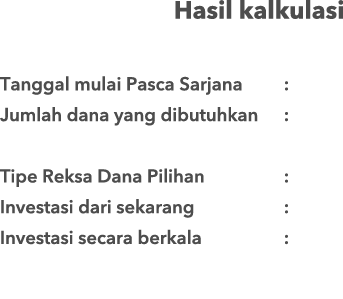 Hasil kalkulasi
Tanggal mulai Pasca Sarjana :
Jumlah dana yang dibutuhkan :
Tipe Reksa Dana Pilihan :
Investasi dari sekarang :
Investasi secara berkala :